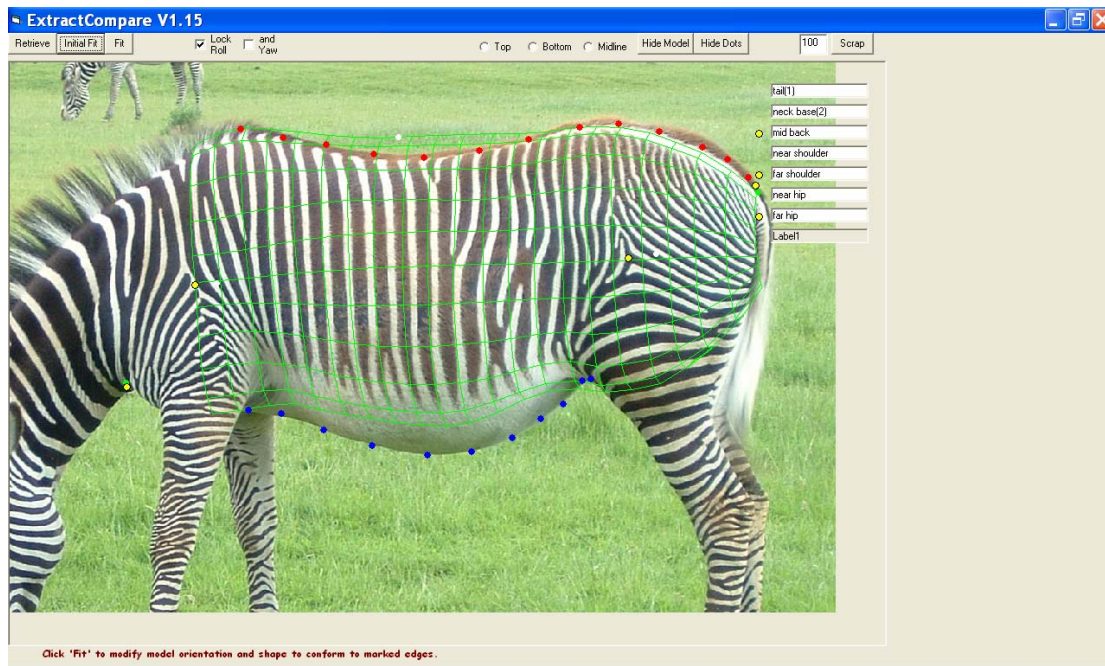 ExtractCompare V1.15
Retrieve Initial Fit Fit Lock Roll and Yaw Top Bottom Midline Hide Model Hide Dots 100 Scrap
tail(1)
neck base(2)
mid back
near shoulder
far shoulder
near hip
far hip
Label1
Click 'Fit' to modify model orientation and shape to conform to marked edges.